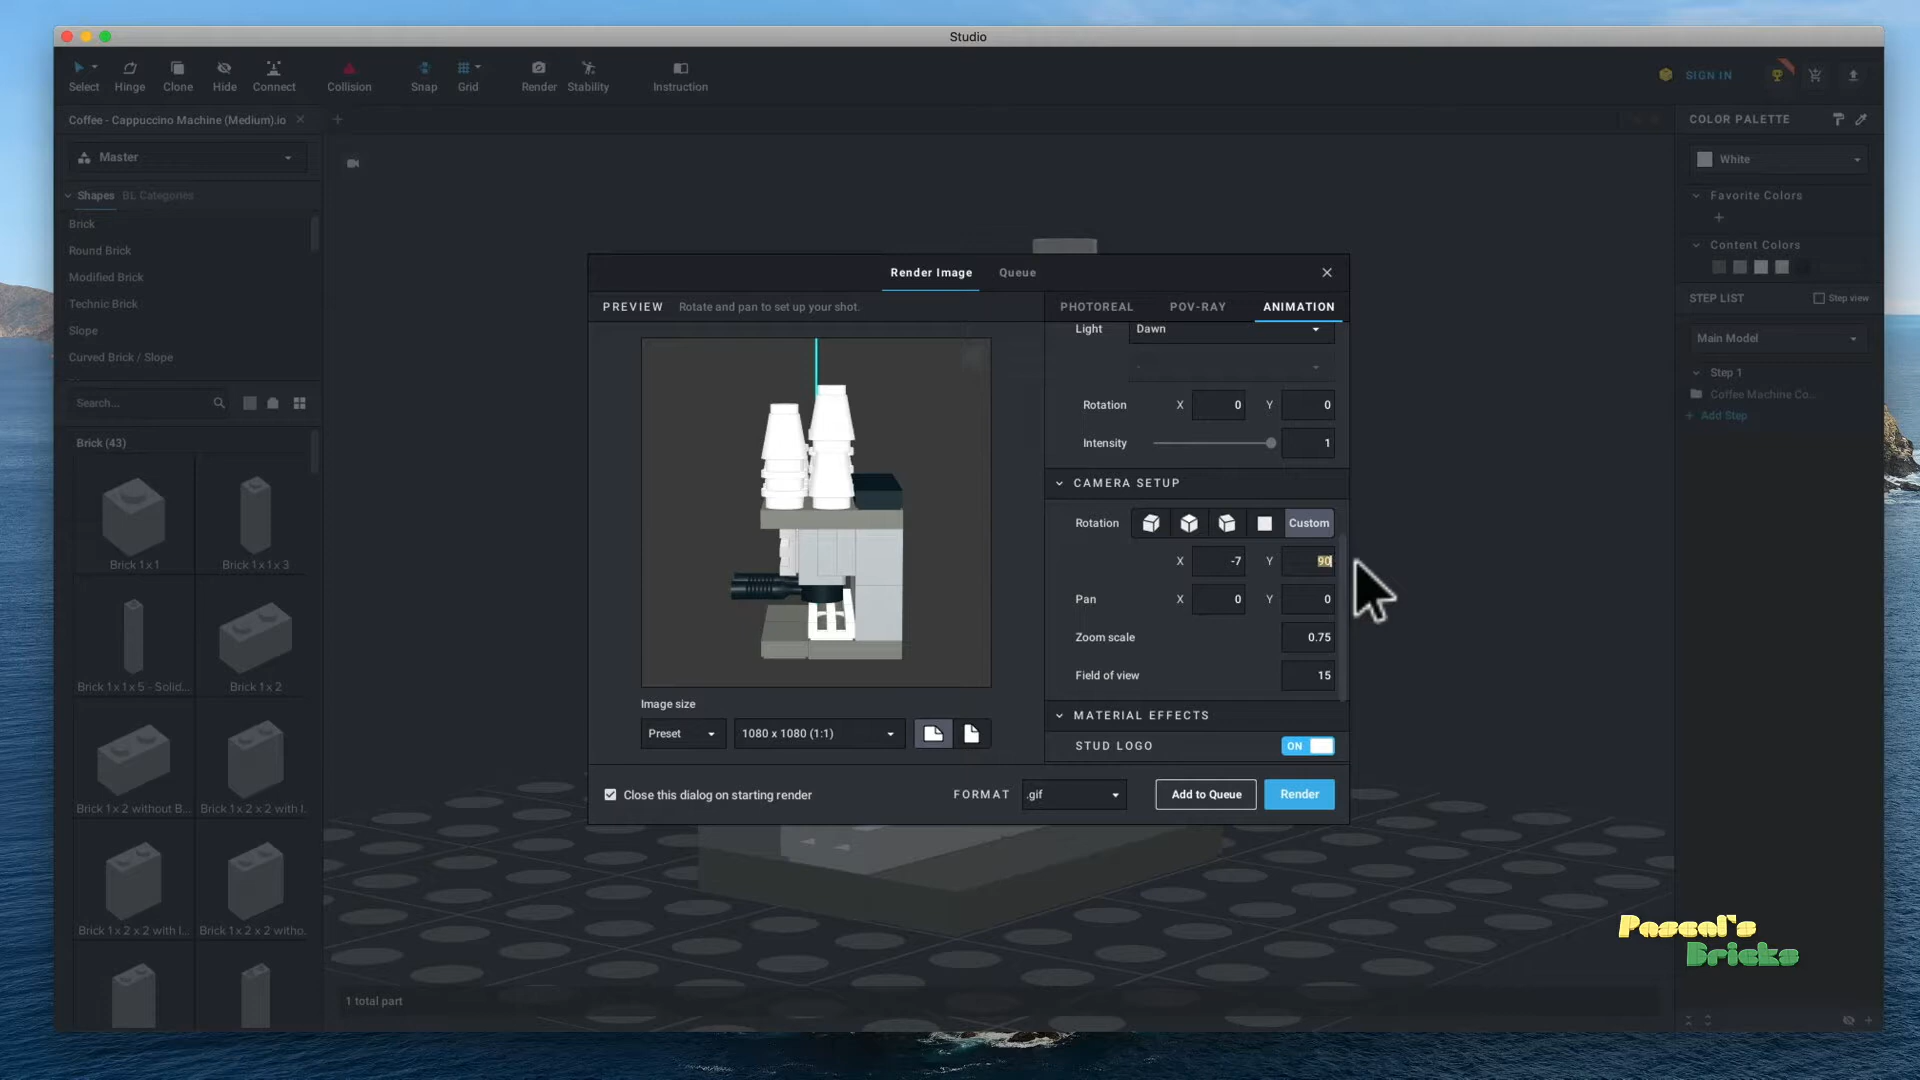 Studio
Select
Hinge
Clone
Hide
Connect
Collision
Snap
Grid
Render
Stability
Instruction
SIGN IN
Coffee - Cappuccino Machine (Medium).io
Master
Shapes BL Categories
Brick
Round Brick
Modified Brick
Technic Brick
Slope
Curved Brick / Slope
Search...
Brick (43)
Brick 1 x 1
Brick 1 x 1 x 3
Brick 1 x 1 x 5 - Solid...
Brick 1 x 2
Brick 1 x 2 without B...
Brick 1 x 2 x 2 with I.
Brick 1 x 2 x 2 with I...
Brick 1 x 2 x 2 witho.
1 total part
Render Image
Queue
PREVIEW Rotate and pan to set up your shot.
PHOTOREAL
POV-RAY
ANIMATION
Light Dawn
Rotation X 0 Y 0
Intensity 1
CAMERA SETUP
Rotation Custom
X -7 Y 90
Pan X 0 Y 0
Zoom scale 0.75
Field of view 15
MATERIAL EFFECTS
STUD LOGO ON
Image size
Preset
1080 x 1080 (1:1)
Close this dialog on starting render
FORMAT .gif
Add to Queue
Render
COLOR PALETTE
White
Favorite Colors
Content Colors
STEP LIST Step view
Main Model
Step 1
Coffee Machine Co...
+ Add Step
Pascal's
Bricks